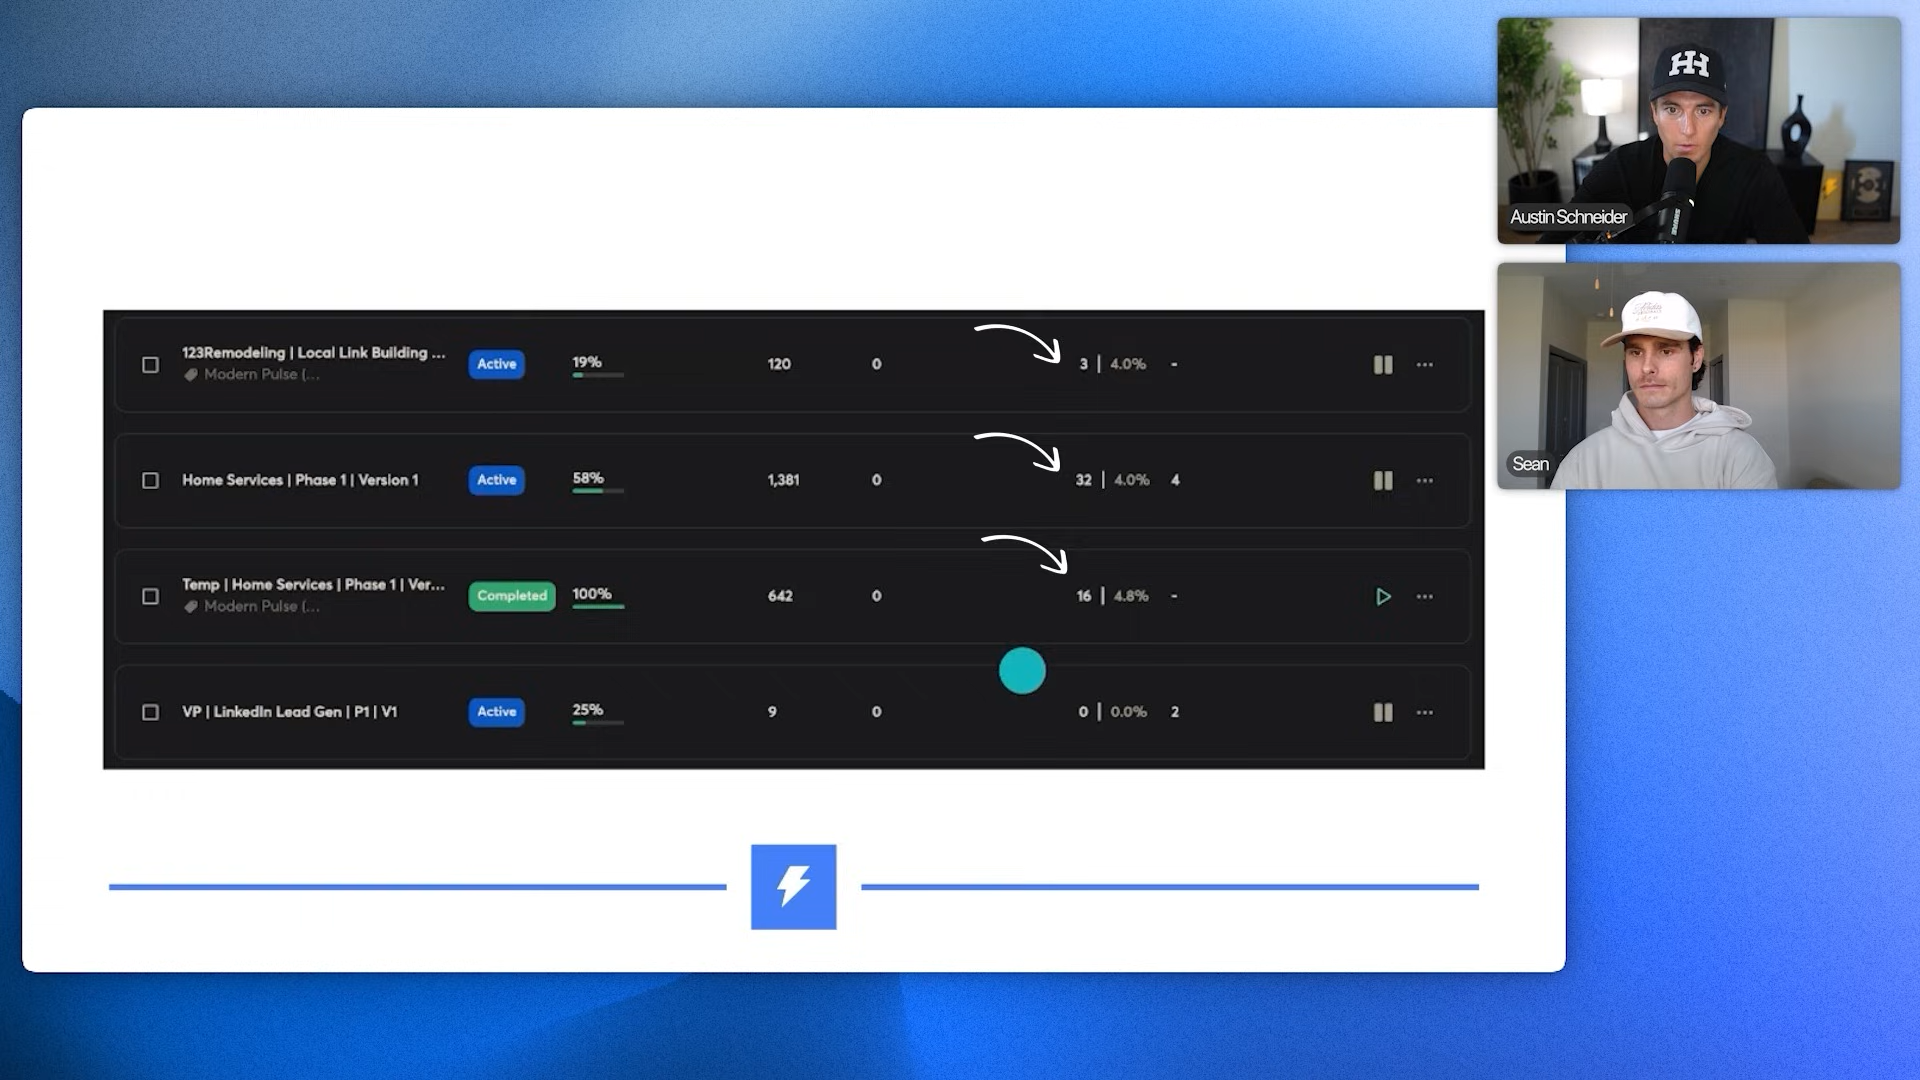 Austin Schneider
Sean
123Remodeling | Local Link Building ... Active 19% 120 0 3 | 4.0% -
Modern Pulse (...
Home Services | Phase 1 | Version 1 Active 58% 1,381 0 32 | 4.0% 4
Temp | Home Services | Phase 1 | Ver... Completed 100% 642 0 16 | 4.8% -
Modern Pulse (...
VP | LinkedIn Lead Gen | P1 | V1 Active 25% 9 0 0 | 0.0% 2